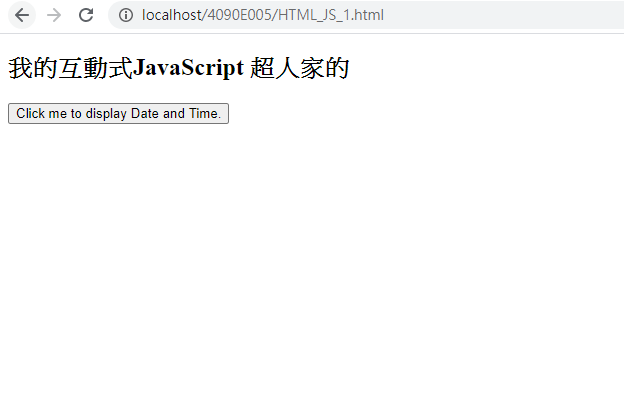 localhost/4090E005/HTML_JS_1.html
我的互動式JavaScript 超人家的
Click me to display Date and Time.